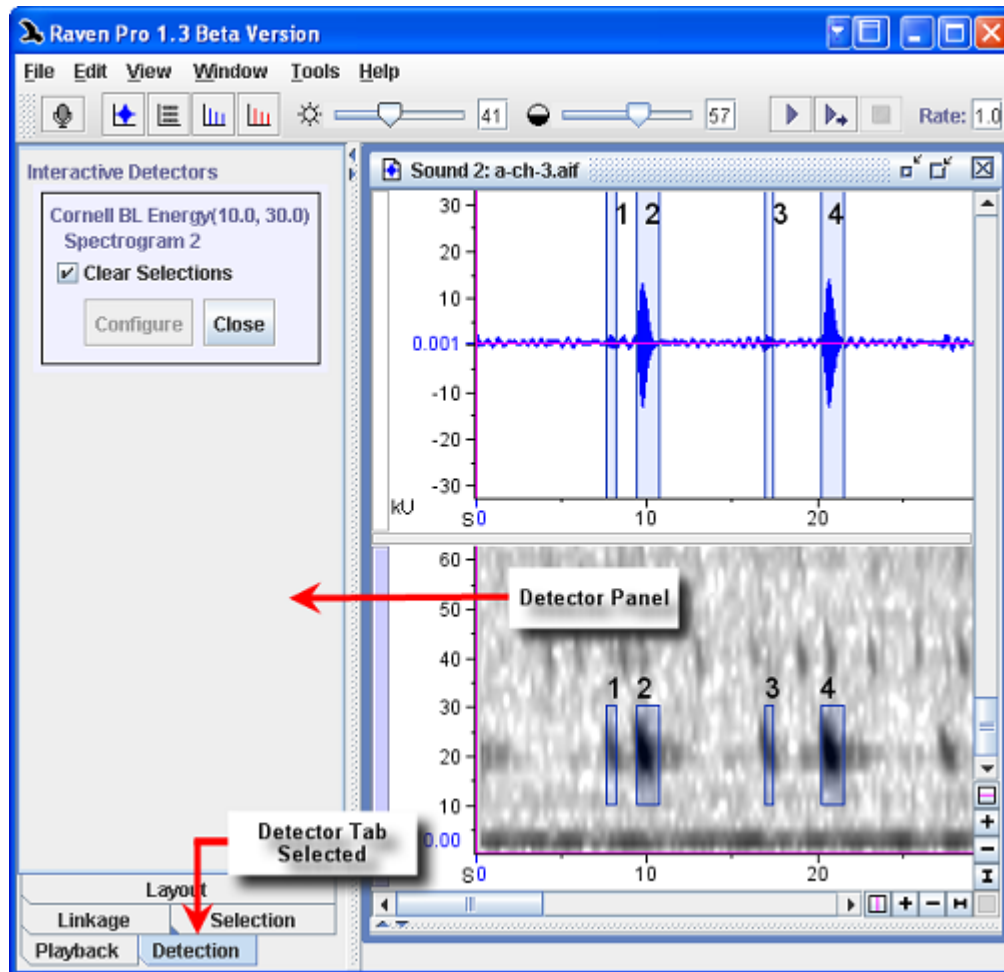 Raven Pro 1.3 Beta Version
File Edit View Window Tools Help
41 57 Rate: 1.0
Interactive Detectors
Cornell BL Energy(10.0, 30.0)
Spectrogram 2
Clear Selections
Configure Close
Sound 2: a-ch-3.aif
1 2 3 4
30
20
10
0.001
-10
-20
-30
kU
S0 10 20
60
50
40
30
20
10
0.00
1 2 3 4
S0 10 20
Detector Panel
Detector Tab
Selected
Layout
Linkage Selection
Playback Detection